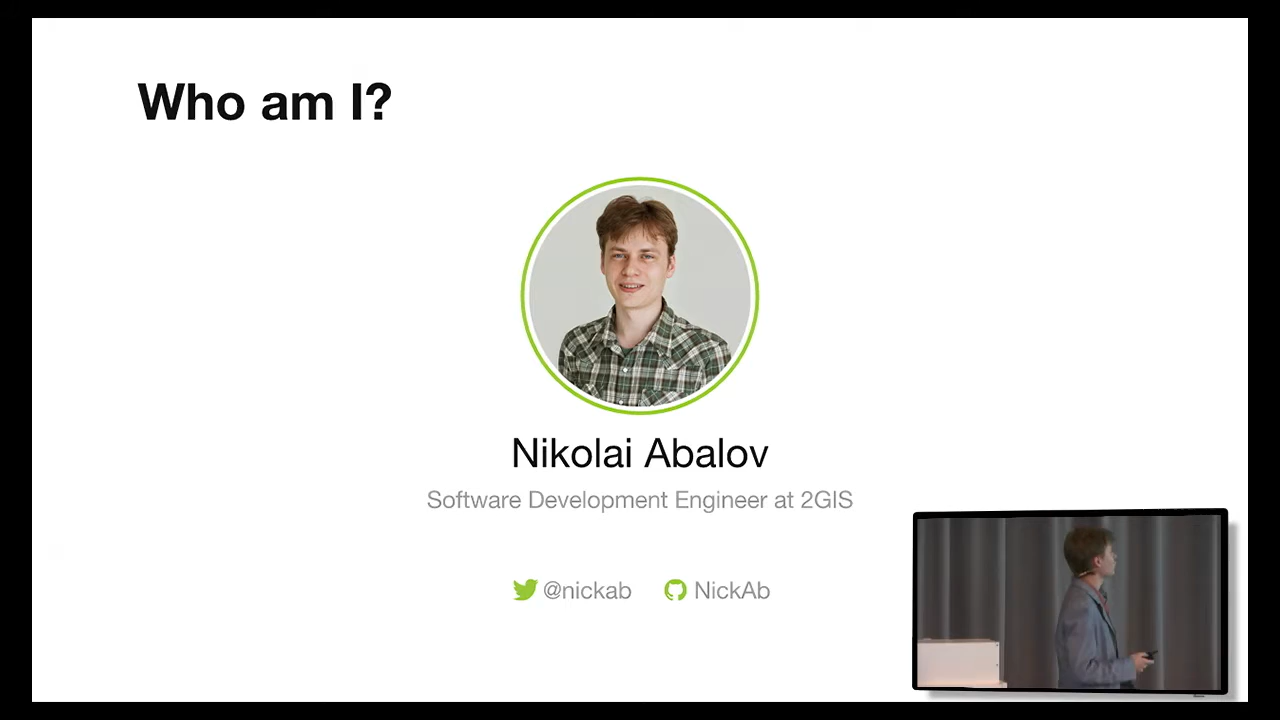 Who am I?
Nikolai Abalov
Software Development Engineer at 2GIS
@nickab NickAb